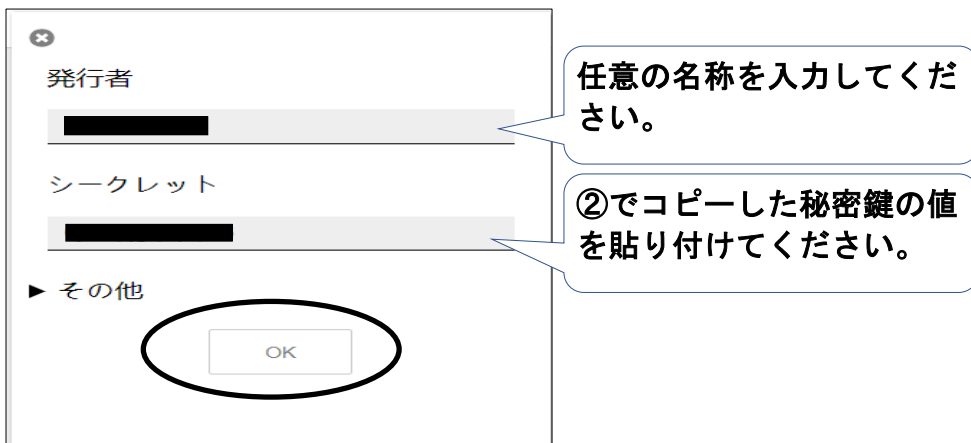 発行者
任意の名称を入力してくだ
さい。
シークレット
②でコピーした秘密鍵の値
を貼り付けてください。
▶ その他
OK